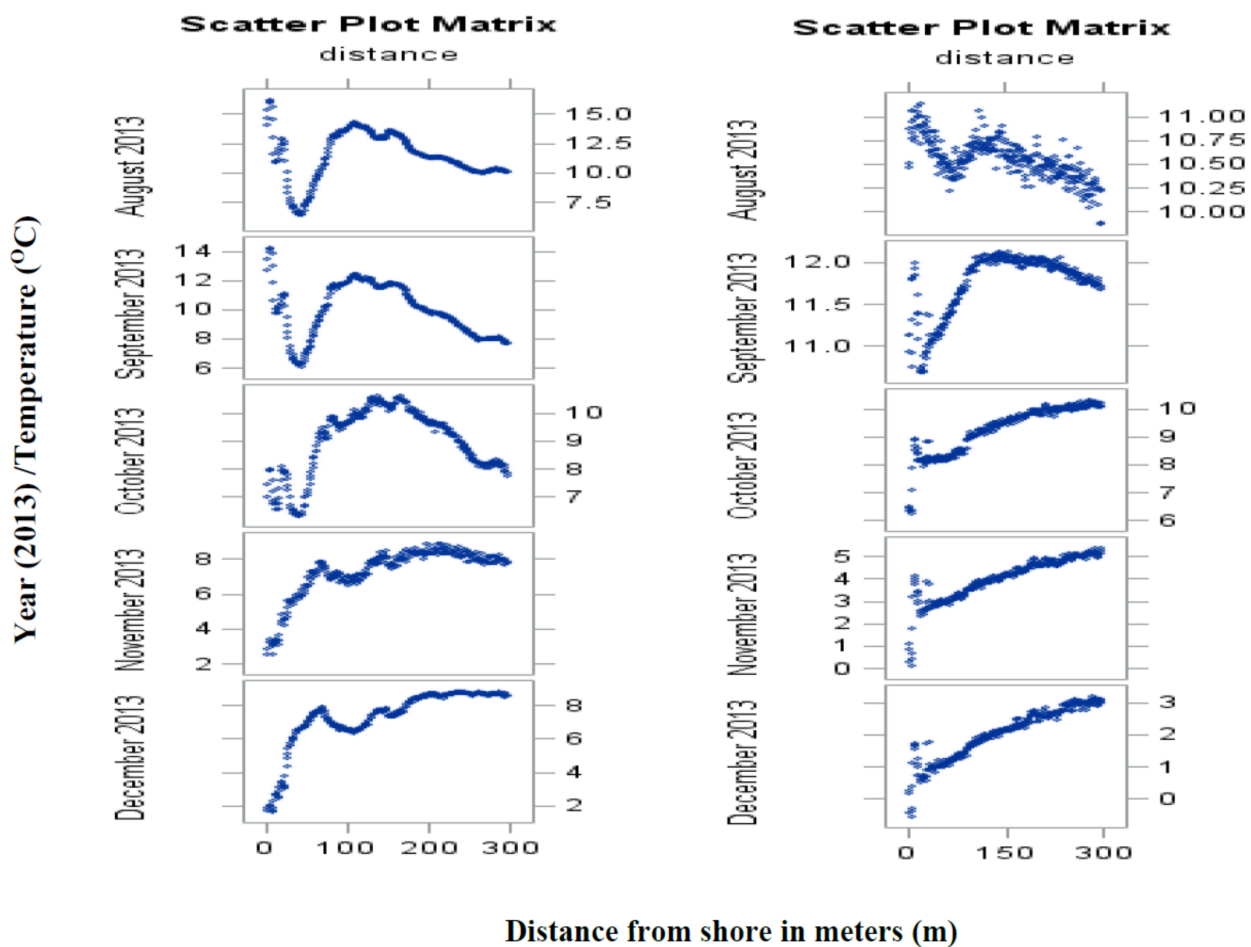 Scatter Plot Matrix
distance
August 2013
15.0
12.5
10.0
7.5
September 2013
14
12
10
8
6
October 2013
10
9
8
7
November 2013
8
6
4
2
December 2013
8
6
4
2
0 100 200 300
Scatter Plot Matrix
distance
August 2013
11.00
10.75
10.50
10.25
10.00
September 2013
12.0
11.5
11.0
October 2013
10
9
8
7
6
November 2013
5
4
3
2
1
0
December 2013
3
2
1
0
0 150 300
Year (2013) /Temperature (°C)
Distance from shore in meters (m)